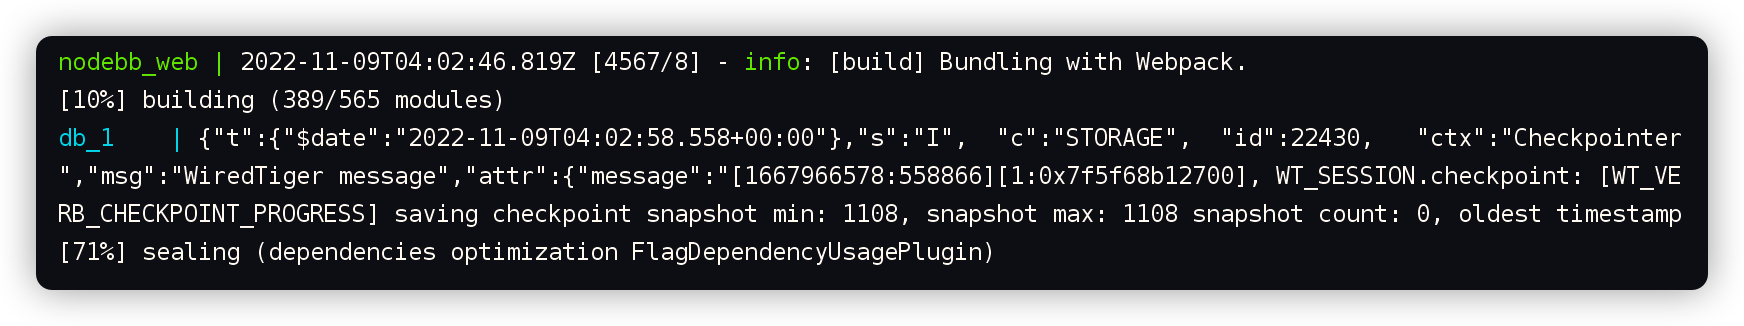 nodebb_web | 2022-11-09T04:02:46.819Z [4567/8] - info: [build] Bundling with Webpack.
[10%] building (389/565 modules)
db_1    | {"t":{"$date":"2022-11-09T04:02:58.558+00:00"},"s":"I",  "c":"STORAGE",  "id":22430,   "ctx":"Checkpointer
","msg":"WiredTiger message","attr":{"message":"[1667966578:558866][1:0x7f5f68b12700], WT_SESSION.checkpoint: [WT_VE
RB_CHECKPOINT_PROGRESS] saving checkpoint snapshot min: 1108, snapshot max: 1108 snapshot count: 0, oldest timestamp
[71%] sealing (dependencies optimization FlagDependencyUsagePlugin)